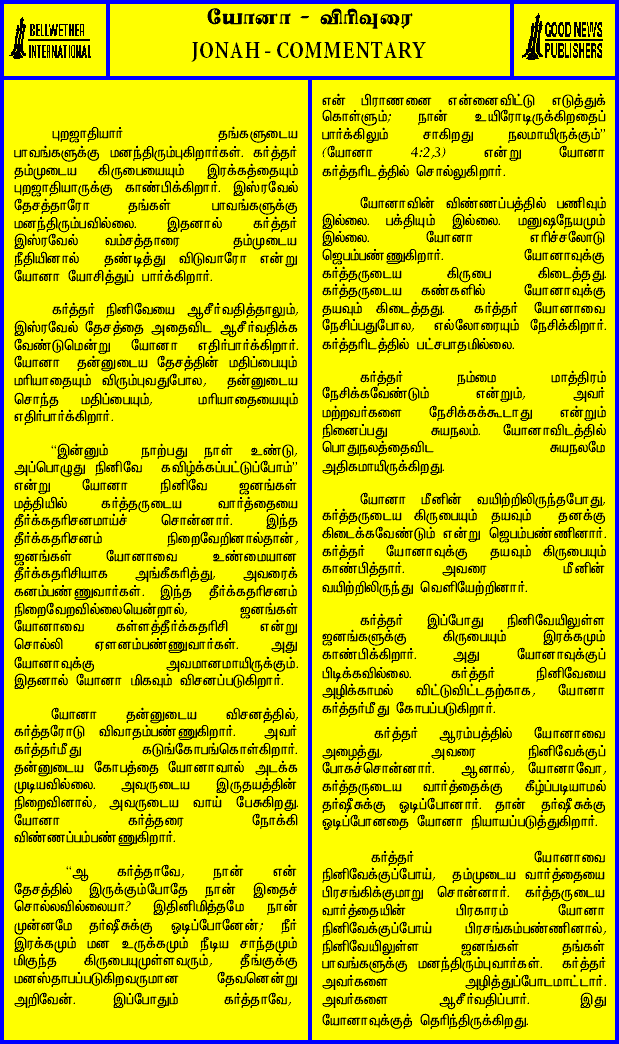 BELLWETHER
INTERNATIONAL
யோனா - விரிவுரை
JONAH - COMMENTARY
GOOD NEWS
PUBLISHERS
புறஜாதியார் தங்களுடைய
பாவங்களுக்கு மனந்திரும்புகிறார்கள். கர்த்தர்
தம்முடைய கிருபையையும் இரக்கத்தையும்
புறஜாதியாருக்கு காண்பிக்கிறார். இஸ்ரவேல்
தேசத்தாரோ தங்கள் பாவங்களுக்கு
மனந்திரும்பவில்லை. இதனால் கர்த்தர்
இஸ்ரவேல் வம்சத்தாரை தம்முடைய
நீதியினால் தண்டித்து விடுவாரோ என்று
யோனா யோசித்துப் பார்க்கிறார்.
கர்த்தர் நினிவேயை ஆசீர்வதித்தாலும்,
இஸ்ரவேல் தேசத்தை அதைவிட ஆசீர்வதிக்க
வேண்டுமென்று யோனா எதிர்பார்க்கிறார்.
யோனா தன்னுடைய தேசத்தின் மதிப்பையும்
மரியாதையும் விரும்புவதுபோல, தன்னுடைய
சொந்த மதிப்பையும், மரியாதையையும்
எதிர்பார்க்கிறார்.
“இன்னும் நாற்பது நாள் உண்டு,
அப்பொழுது நினிவே கவிழ்க்கப்பட்டுப்போம்”
என்று யோனா நினிவே ஜனங்கள்
மத்தியில் கர்த்தருடைய வார்த்தையை
தீர்க்கதரிசனமாய்ச் சொன்னார். இந்த
தீர்க்கதரிசனம் நிறைவேறினால்தான்,
ஜனங்கள் யோனாவை உண்மையான
தீர்க்கதரிசியாக அங்கீகரித்து, அவரைக்
கனம்பண்ணுவார்கள். இந்த தீர்க்கதரிசனம்
நிறைவேறவில்லையென்றால், ஜனங்கள்
யோனாவை கள்ளத்தீர்க்கதரிசி என்று
சொல்லி ஏளனம்பண்ணுவார்கள். அது
யோனாவுக்கு அவமானமாயிருக்கும்.
இதனால் யோனா மிகவும் விசனப்படுகிறார்.
யோனா தன்னுடைய விசனத்தில்,
கர்த்தரோடு விவாதம்பண்ணுகிறார். அவர்
கர்த்தர்மீது கடுங்கோபங்கொள்கிறார்.
தன்னுடைய கோபத்தை யோனாவால் அடக்க
முடியவில்லை. அவருடைய இருதயத்தின்
நிறைவினால், அவருடைய வாய் பேசுகிறது.
யோனா கர்த்தரை நோக்கி
விண்ணப்பம்பண்ணுகிறார்.
“ஆ கர்த்தாவே, நான் என்
தேசத்தில் இருக்கும்போதே நான் இதைச்
சொல்லவில்லையா? இதினிமித்தமே நான்
முன்னமே தர்ஷீசுக்கு ஓடிப்போனேன்; நீர்
இரக்கமும் மன உருக்கமும் நீடிய சாந்தமும்
மிகுந்த கிருபையுமுள்ளவரும், தீங்குக்கு
மனஸ்தாபப்படுகிறவருமான தேவனென்று
அறிவேன். இப்போதும் கர்த்தாவே,
என் பிராணனை என்னைவிட்டு எடுத்துக்
கொள்ளும்; நான் உயிரோடிருக்கிறதைப்
பார்க்கிலும் சாகிறது நலமாயிருக்கும்”
(யோனா 4:2,3) என்று யோனா
கர்த்தரிடத்தில் சொல்லுகிறார்.
யோனாவின் விண்ணப்பத்தில் பணிவும்
இல்லை. பக்தியும் இல்லை. மனுஷநேயமும்
இல்லை. யோனா எரிச்சலோடு
ஜெபம்பண்ணுகிறார். யோனாவுக்கு
கர்த்தருடைய கிருபை கிடைத்தது.
கர்த்தருடைய கண்களில் யோனாவுக்கு
தயவும் கிடைத்தது. கர்த்தர் யோனாவை
நேசிப்பதுபோல, எல்லோரையும் நேசிக்கிறார்.
கர்த்தரிடத்தில் பட்சபாதமில்லை.
கர்த்தர் நம்மை மாத்திரம்
நேசிக்கவேண்டும் என்றும், அவர்
மற்றவர்களை நேசிக்கக்கூடாது என்றும்
நினைப்பது சுயநலம். யோனாவிடத்தில்
பொதுநலத்தைவிட சுயநலமே
அதிகமாயிருக்கிறது.
யோனா மீனின் வயிற்றிலிருந்தபோது,
கர்த்தருடைய கிருபையும் தயவும் தனக்கு
கிடைக்கவேண்டும் என்று ஜெபம்பண்ணினார்.
கர்த்தர் யோனாவுக்கு தயவும் கிருபையும்
காண்பித்தார். அவரை மீனின்
வயிற்றிலிருந்து வெளியேற்றினார்.
கர்த்தர் இப்போது நினிவேயிலுள்ள
ஜனங்களுக்கு கிருபையும் இரக்கமும்
காண்பிக்கிறார். அது யோனாவுக்குப்
பிடிக்கவில்லை. கர்த்தர் நினிவேயை
அழிக்காமல் விட்டுவிட்டதற்காக, யோனா
கர்த்தர்மீது கோபப்படுகிறார்.
கர்த்தர் ஆரம்பத்தில் யோனாவை
அழைத்து, அவரை நினிவேக்குப்
போகச்சொன்னார். ஆனால், யோனாவோ,
கர்த்தருடைய வார்த்தைக்கு கீழ்ப்படியாமல்
தர்ஷீசுக்கு ஓடிப்போனார். தான் தர்ஷீசுக்கு
ஓடிப்போனதை யோனா நியாயப்படுத்துகிறார்.
கர்த்தர் யோனாவை
நினிவேக்குப்போய், தம்முடைய வார்த்தையை
பிரசங்கிக்குமாறு சொன்னார். கர்த்தருடைய
வார்த்தையின் பிரகாரம் யோனா
நினிவேக்குப்போய் பிரசங்கம்பண்ணினால்,
நினிவேயிலுள்ள ஜனங்கள் தங்கள்
பாவங்களுக்கு மனந்திரும்புவார்கள். கர்த்தர்
அவர்களை அழித்துப்போடமாட்டார்.
அவர்களை ஆசீர்வதிப்பார். இது
யோனாவுக்குத் தெரிந்திருக்கிறது.